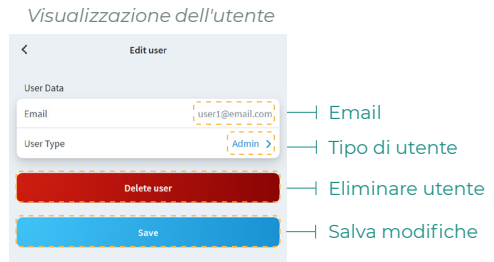 Visualizzazione dell'utente
Edit user
User Data
Email user1@email.com Email
User Type Admin Tipo di utente
Delete user Eliminare utente
Save Salva modifiche